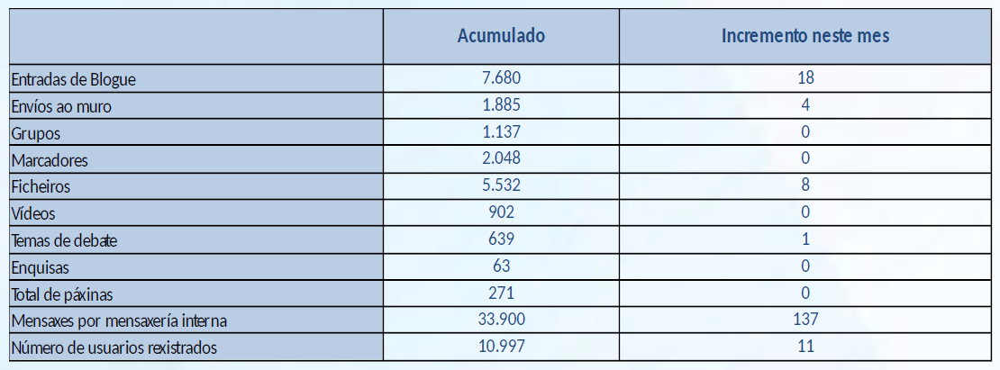 Acumulado Incremento neste mes
Entradas de Blogue 7.680 18
Envíos ao muro 1.885 4
Grupos 1.137 0
Marcadores 2.048 0
Ficheiros 5.532 8
Vídeos 902 0
Temas de debate 639 1
Enquisas 63 0
Total de páxinas 271 0
Mensaxes por mensaxería interna 33.900 137
Número de usuarios rexistrados 10.997 11